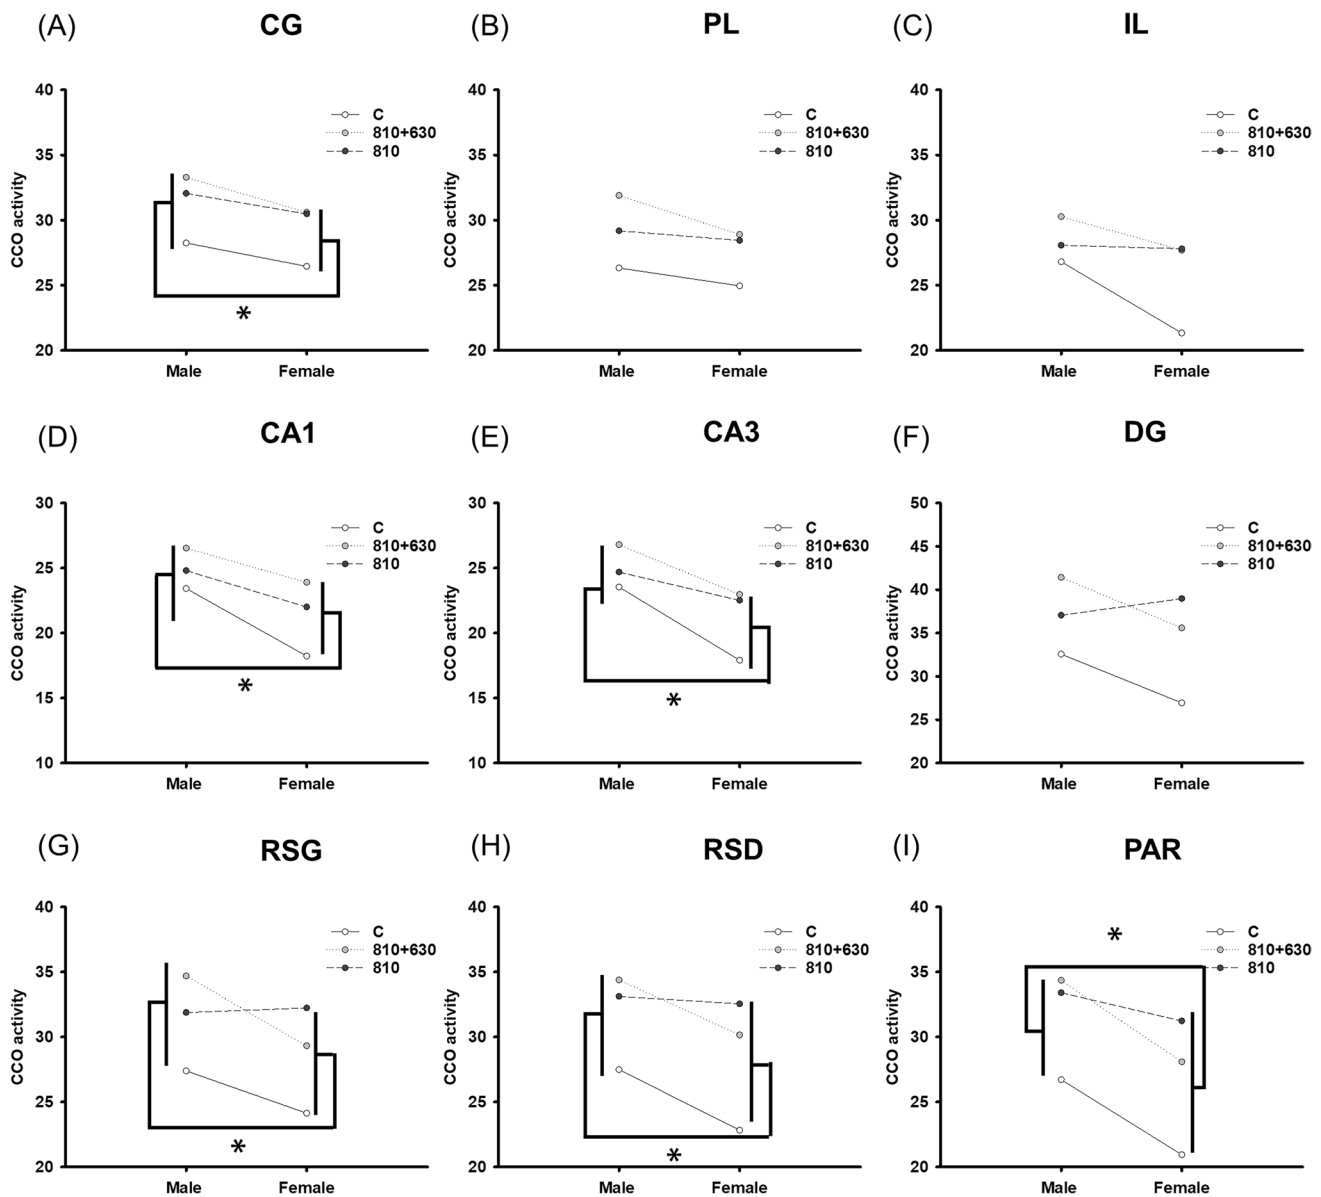 (A) CG
40
35
30
25
20
CCO activity
C
810+630
810
*
Male Female
(B) PL
40
35
30
25
20
CCO activity
C
810+630
810
Male Female
(C) IL
40
35
30
25
20
CCO activity
C
810+630
810
Male Female
(D) CA1
30
25
20
15
10
CCO activity
C
810+630
810
*
Male Female
(E) CA3
30
25
20
15
10
CCO activity
C
810+630
810
*
Male Female
(F) DG
50
45
40
35
30
25
20
CCO activity
C
810+630
810
Male Female
(G) RSG
40
35
30
25
20
CCO activity
C
810+630
810
*
Male Female
(H) RSD
40
35
30
25
20
CCO activity
C
810+630
810
*
Male Female
(I) PAR
40
35
30
25
20
CCO activity
C
810+630
810
*
Male Female